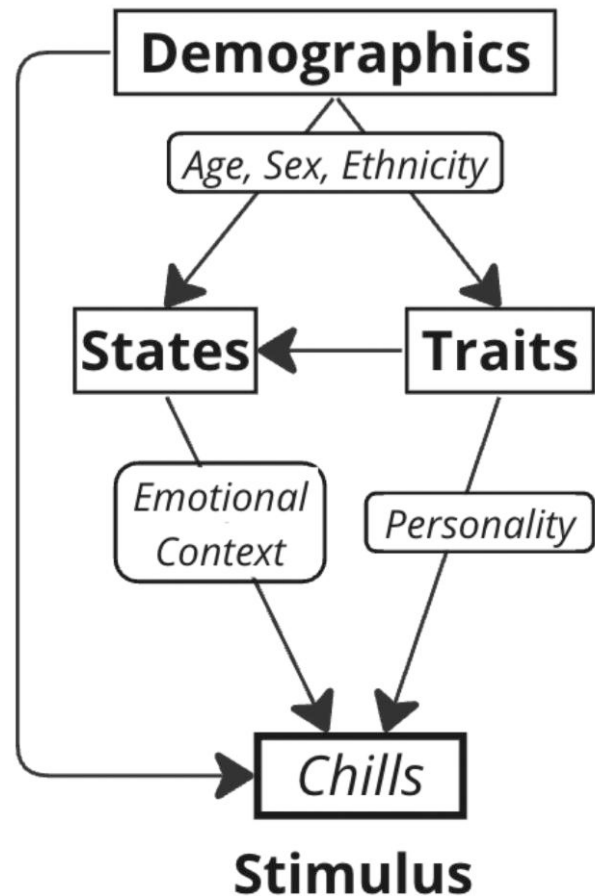 Demographics
Age, Sex, Ethnicity
States
Traits
Emotional
Context
Personality
Chills
Stimulus